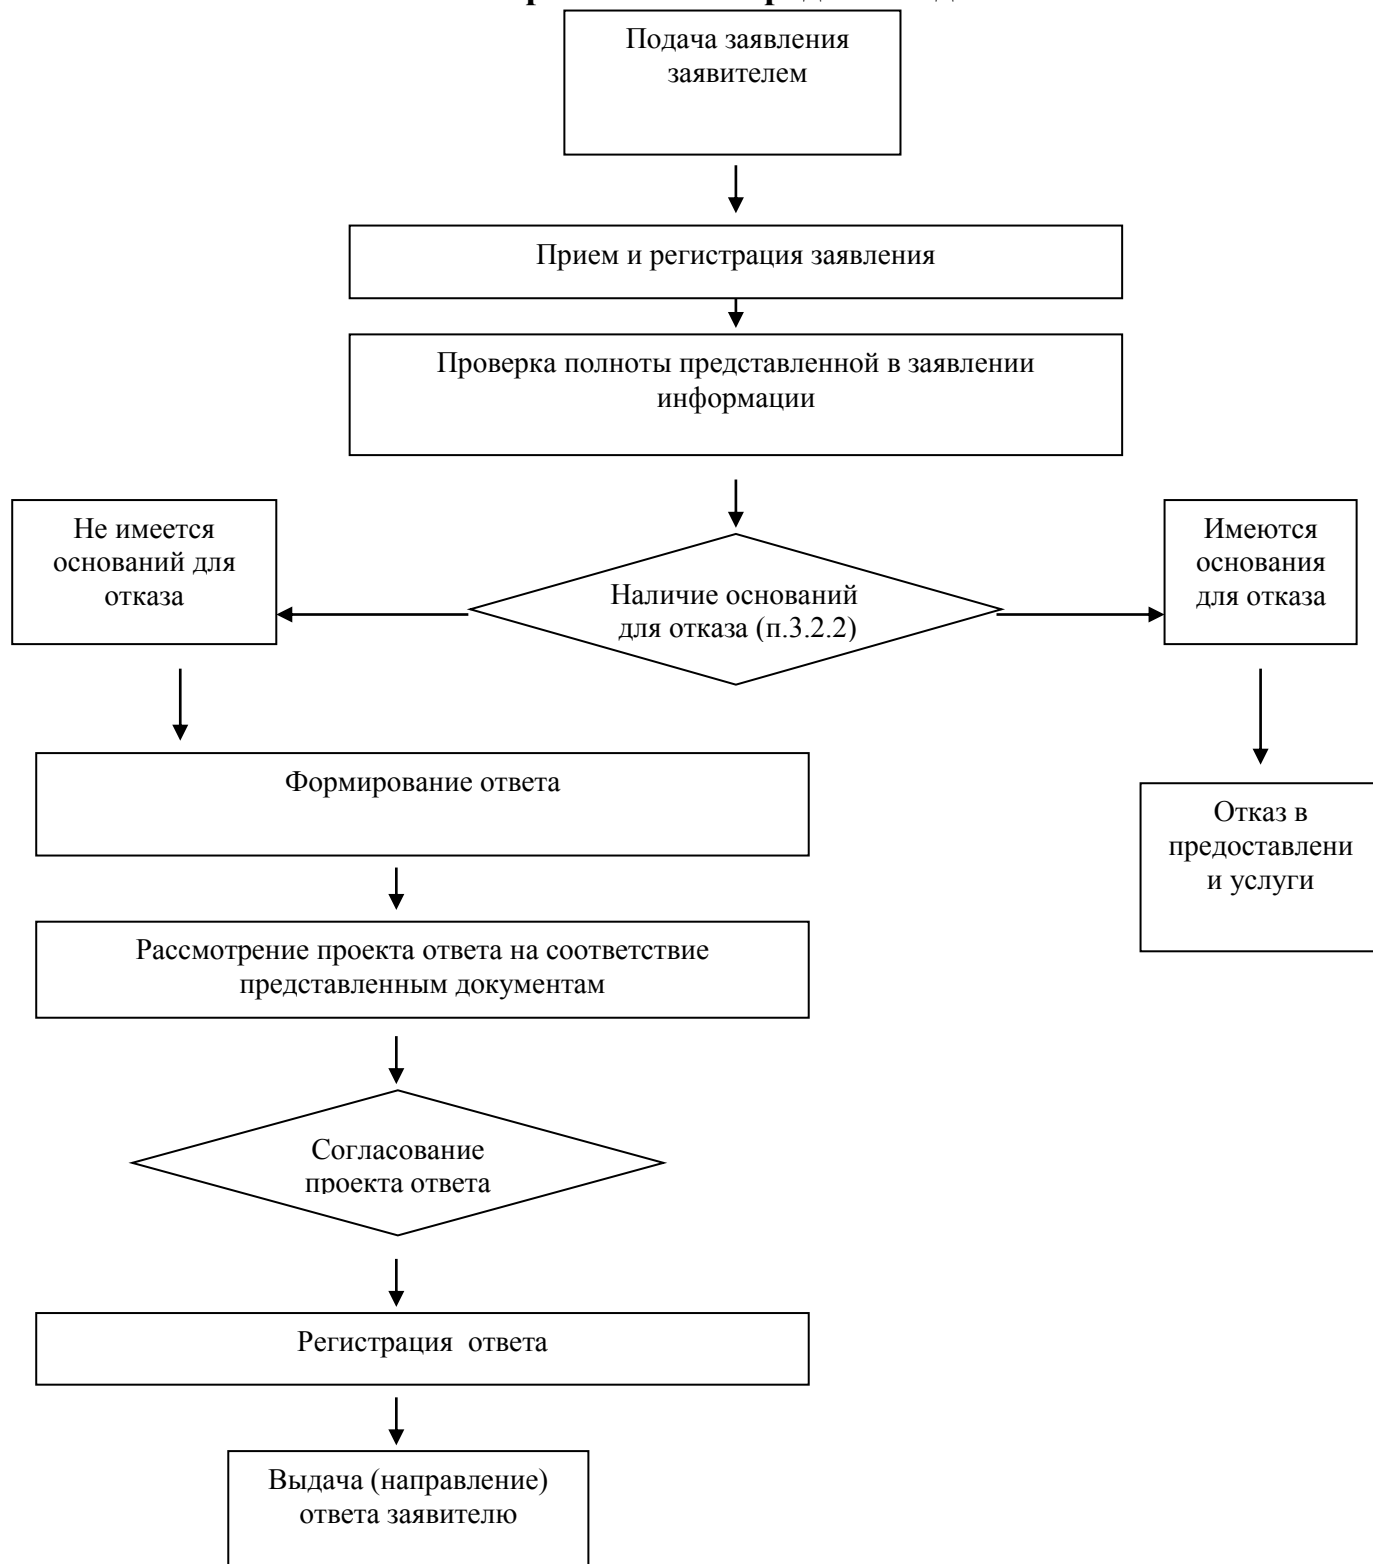 Подача заявления
заявителем
Прием и регистрация заявления
Проверка полноты представленной в заявлении
информации
Не имеется
оснований для
отказа
Наличие оснований
для отказа (п.3.2.2)
Имеются
основания
для отказа
Формирование ответа
Отказ в
предоставлени
и услуги
Рассмотрение проекта ответа на соответствие
представленным документам
Согласование
проекта ответа
Регистрация ответа
Выдача (направление)
ответа заявителю